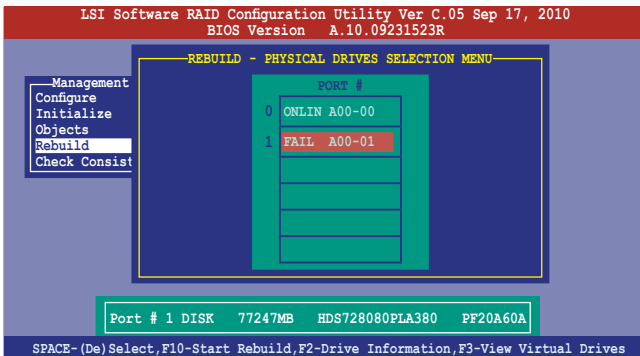 LSI Software RAID Configuration Utility Ver C.05 Sep 17, 2010
BIOS Version A.10.09231523R
REBUILD - PHYSICAL DRIVES SELECTION MENU
Management
Configure
Initialize
Objects
Rebuild
Check Consist
PORT #
0 ONLIN A00-00
1 FAIL A00-01
Port # 1 DISK 77247MB HDS728080PLA380 PF20A60A
SPACE-(De)Select,F10-Start Rebuild,F2-Drive Information,F3-View Virtual Drives